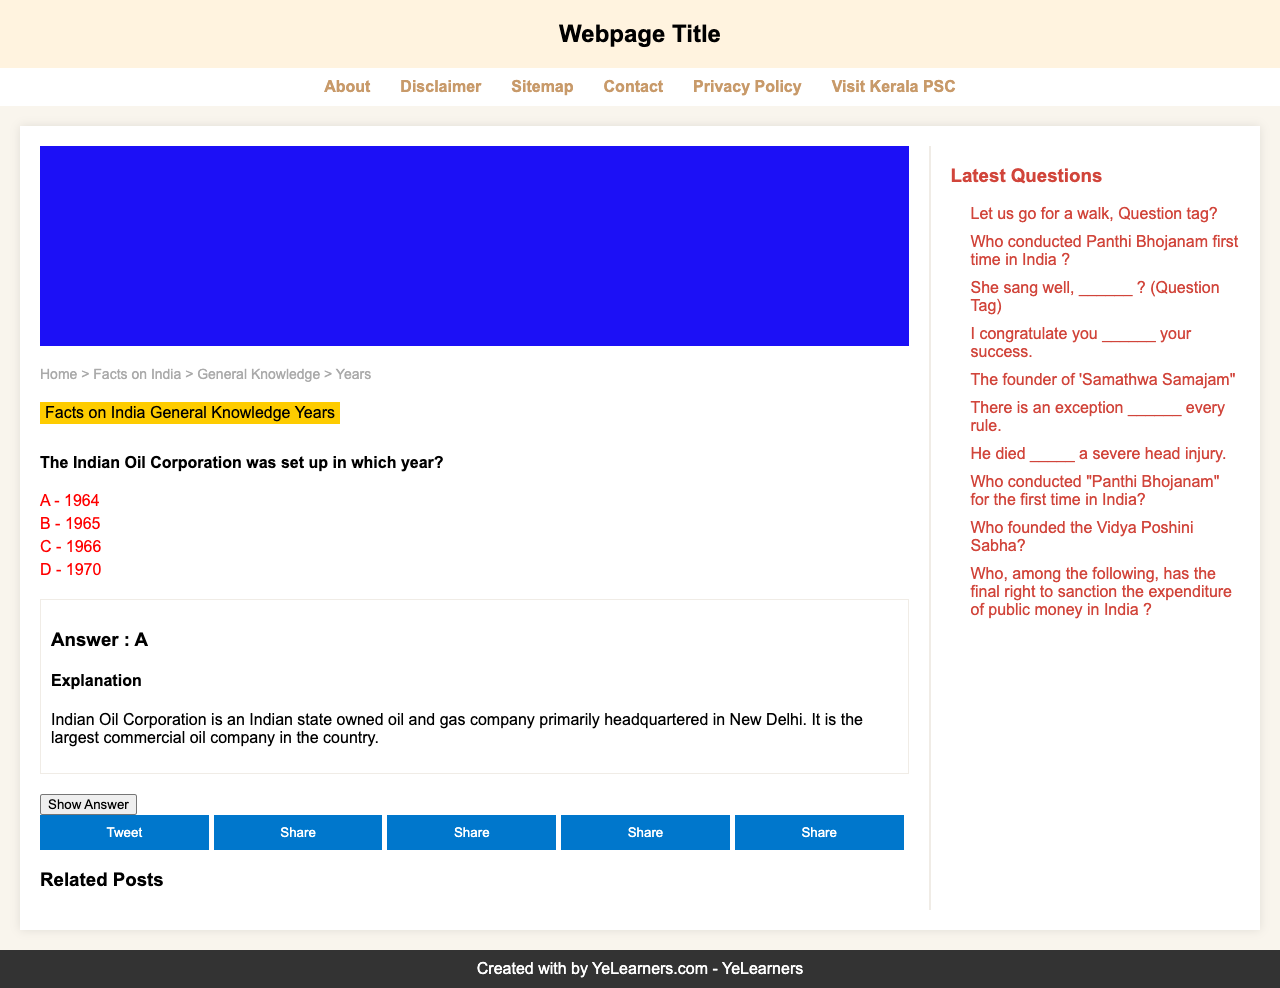 Webpage Title
About Disclaimer Sitemap Contact Privacy Policy Visit Kerala PSC
Home > Facts on India > General Knowledge > Years
Facts on India General Knowledge Years
The Indian Oil Corporation was set up in which year?
A - 1964
B - 1965
C - 1966
D - 1970
Answer : A
Explanation
Indian Oil Corporation is an Indian state owned oil and gas company primarily headquartered in New Delhi. It is the
largest commercial oil company in the country.
Show Answer
Tweet Share Share Share Share
Related Posts
Latest Questions
Let us go for a walk, Question tag?
Who conducted Panthi Bhojanam first
time in India ?
She sang well, ______ ? (Question
Tag)
I congratulate you ______ your
success.
The founder of 'Samathwa Samajam"
There is an exception ______ every
rule.
He died _____ a severe head injury.
Who conducted "Panthi Bhojanam"
for the first time in India?
Who founded the Vidya Poshini
Sabha?
Who, among the following, has the
final right to sanction the expenditure
of public money in India ?
Created with by YeLearners.com - YeLearners